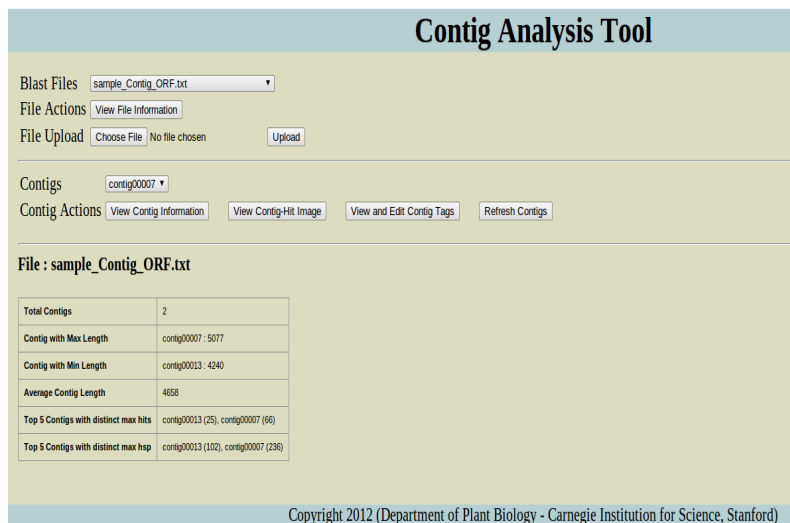 Contig Analysis Tool
Blast Files sample_Contig_ORF.txt
File Actions View File Information
File Upload Choose File No file chosen Upload
Contigs contig00007
Contig Actions View Contig Information View Contig-Hit Image View and Edit Contig Tags Refresh Contigs
File : sample_Contig_ORF.txt
Total Contigs 2
Contig with Max Length contig00007 : 5077
Contig with Min Length contig00013 : 4240
Average Contig Length 4658
Top 5 Contigs with distinct max hits contig00013 (25), contig00007 (66)
Top 5 Contigs with distinct max hsp contig00013 (102), contig00007 (236)
Copyright 2012 (Department of Plant Biology - Carnegie Institution for Science, Stanford)